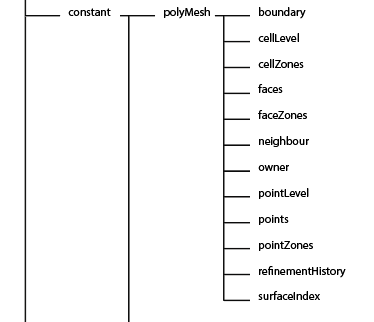 constant polyMesh boundary
cellLevel
cellZones
faces
faceZones
neighbour
owner
pointLevel
points
pointZones
refinementHistory
surfaceIndex